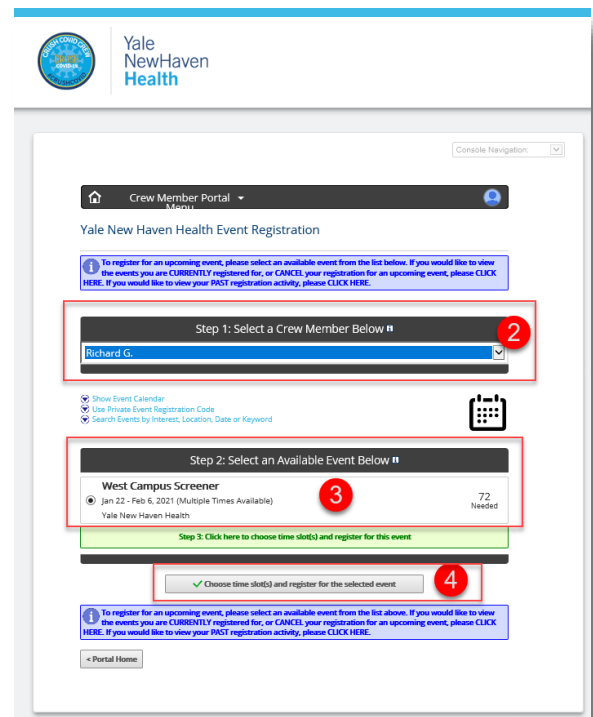 CRUSH COVID CREW
COVID-19
#CRUSHCOVID
Yale
NewHaven
Health
Console Navigation:
Crew Member Portal
Menu
Yale New Haven Health Event Registration
To register for an upcoming event, please select an available event from the list below. If you would like to view
the events you are CURRENTLY registered for, or CANCEL your registration for an upcoming event, please CLICK
HERE. If you would like to view your PAST registration activity, please CLICK HERE.
Step 1: Select a Crew Member Below
2
Richard G.
Show Event Calendar
Use Private Event Registration Code
Search Events by Interest, Location, Date or Keyword
Step 2: Select an Available Event Below
West Campus Screener
Jan 22 - Feb 6, 2021 (Multiple Times Available)
Yale New Haven Health
3
72
Needed
Step 3: Click here to choose time slot(s) and register for this event
Choose time slot(s) and register for the selected event
4
To register for an upcoming event, please select an available event from the list above. If you would like to view
the events you are CURRENTLY registered for, or CANCEL your registration for an upcoming event, please CLICK
HERE. If you would like to view your PAST registration activity, please CLICK HERE.
< Portal Home